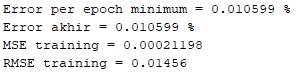 Error per epoch minimum = 0.010599 %
Error akhir = 0.010599 %
MSE training = 0.00021198
RMSE training = 0.01456